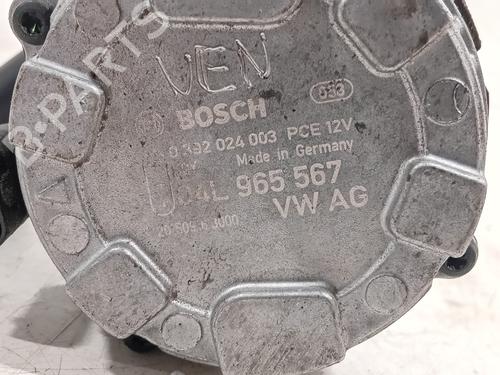 VEN
BOSCH
0 392 024 003 PCE 12V
Made in Germany
04L 965 567
VW AG
B-PARTS